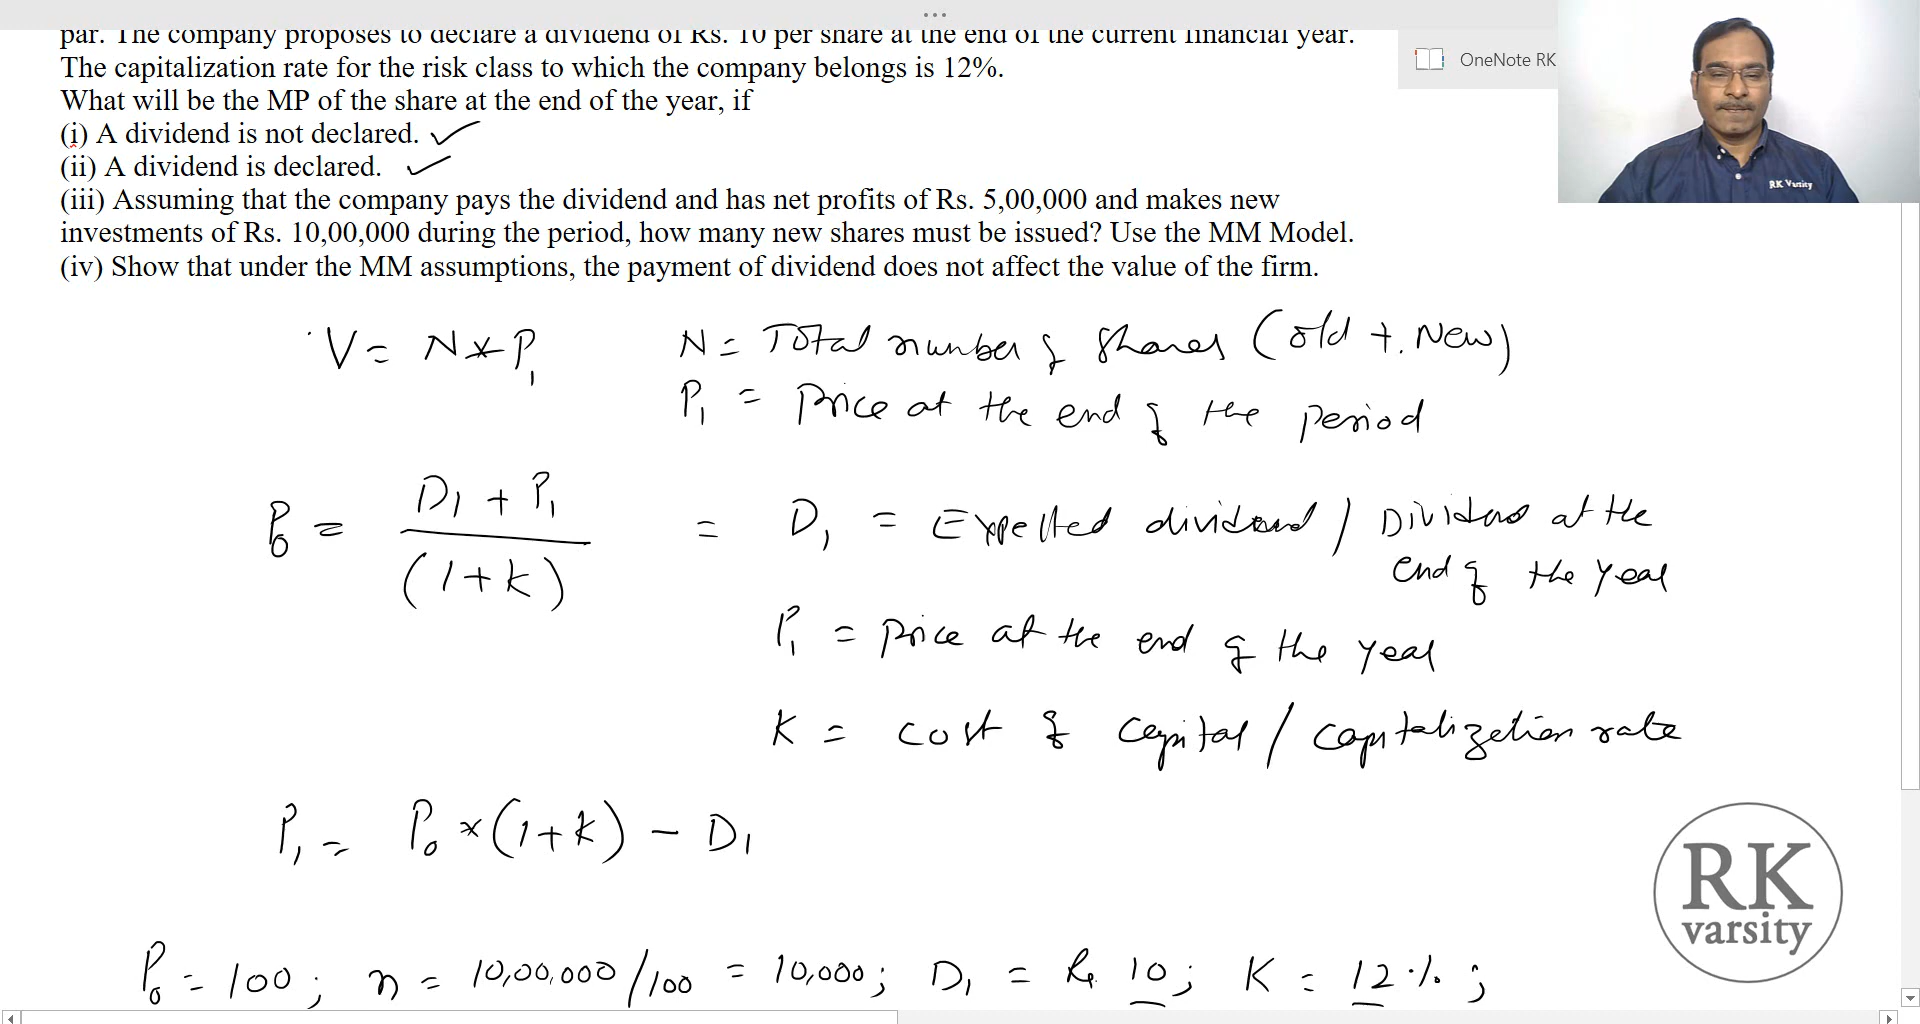 par. The company proposes to declare a dividend of Rs. 10 per share at the end of the current financial year.
The capitalization rate for the risk class to which the company belongs is 12%.
What will be the MP of the share at the end of the year, if
(i) A dividend is not declared. ✓
(ii) A dividend is declared. ✓
(iii) Assuming that the company pays the dividend and has net profits of Rs. 5,00,000 and makes new
investments of Rs. 10,00,000 during the period, how many new shares must be issued? Use the MM Model.
(iv) Show that under the MM assumptions, the payment of dividend does not affect the value of the firm.
OneNote RK
RK Varsity
V = N * P1 N = Total number of shares (old + New)
P1 = Price at the end of the period
P0 = D1 + P1 / (1+k) = D1 = Expected dividend / Dividend at the
end of the year
P1 = price at the end of the year
K = cost of capital / capitalization rate
P1 = P0 × (1+k) − D1
RK
varsity
P0 = 100; n = 10,00,000/100 = 10,000; D1 = Rs. 10; K = 12%;